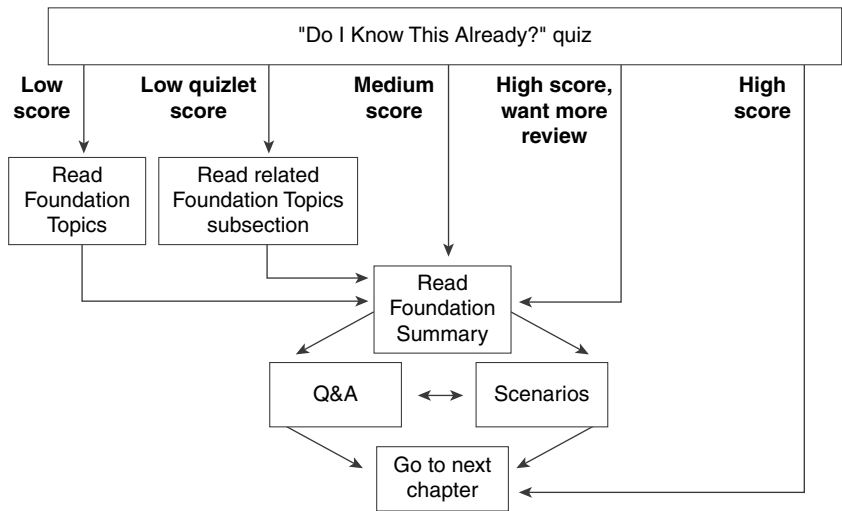 "Do I Know This Already?" quiz
Low
score
Low quizlet
score
Medium
score
High score,
want more
review
High
score
Read
Foundation
Topics
Read related
Foundation Topics
subsection
Read
Foundation
Summary
Q&A
Scenarios
Go to next
chapter